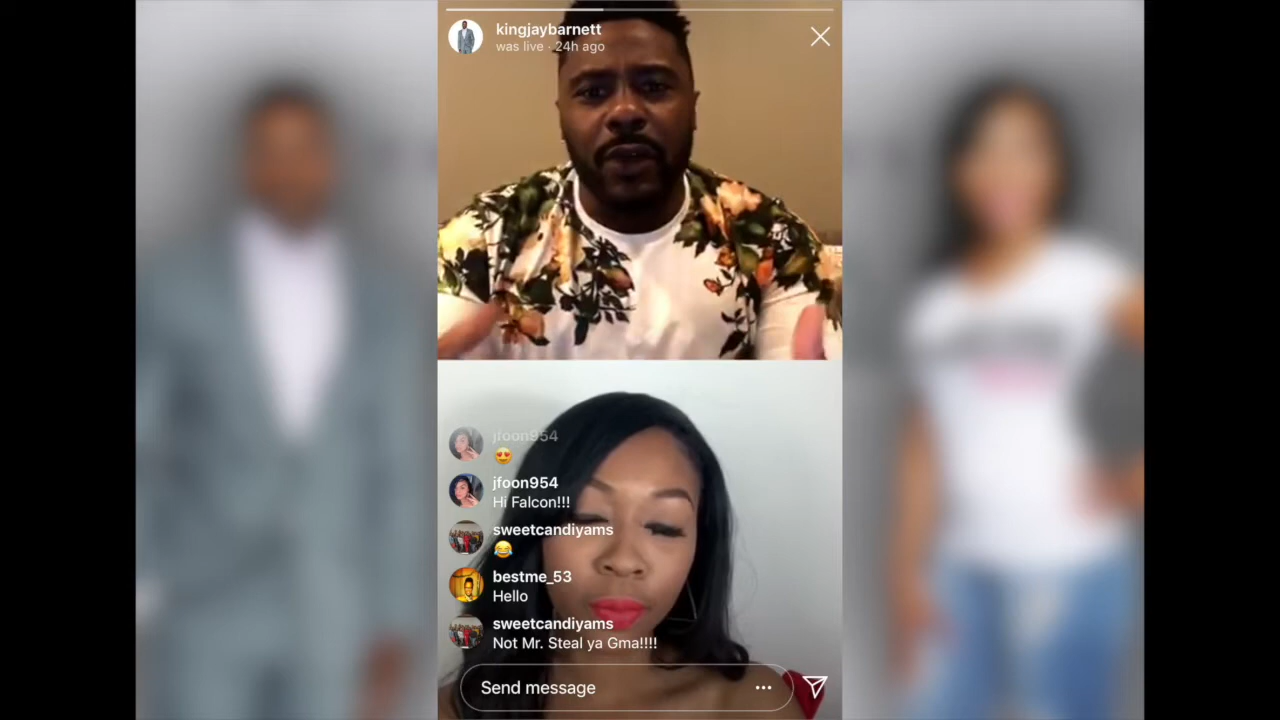 kingjaybarnett
was live · 24h ago
jfoon954
😍
jfoon954
Hi Falcon!!!
sweetcandiyams
😂
bestme_53
Hello
sweetcandiyams
Not Mr. Steal ya Gma!!!!
Send message